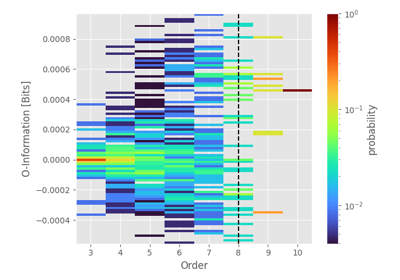 O-Information [Bits]
0.0008
0.0006
0.0004
0.0002
0.0000
−0.0002
−0.0004
3 4 5 6 7 8 9 10
Order
10⁰
10⁻¹
10⁻²
probability